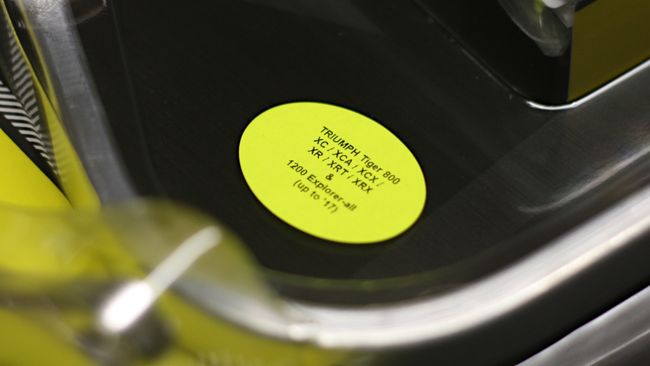 TRIUMPH Tiger 800
XC / XCA / XCX /
XR / XRT / XRX
&
1200 Explorer-all
(up to '17)